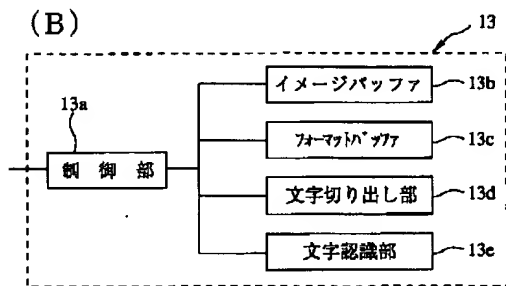 (B)
13
13a
制御部
イメージバッファ
13b
フォーマットバッファ
13c
文字切り出し部
13d
文字認識部
13e